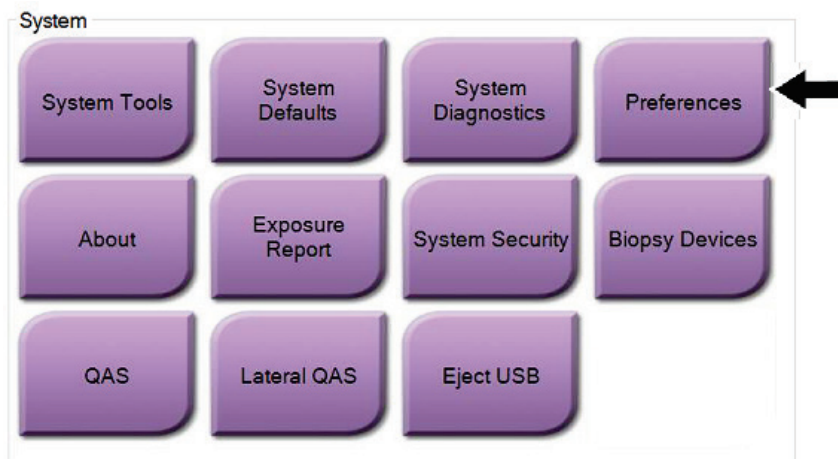 System
System Tools
System
Defaults
System
Diagnostics
Preferences
About
Exposure
Report
System Security
Biopsy Devices
QAS
Lateral QAS
Eject USB